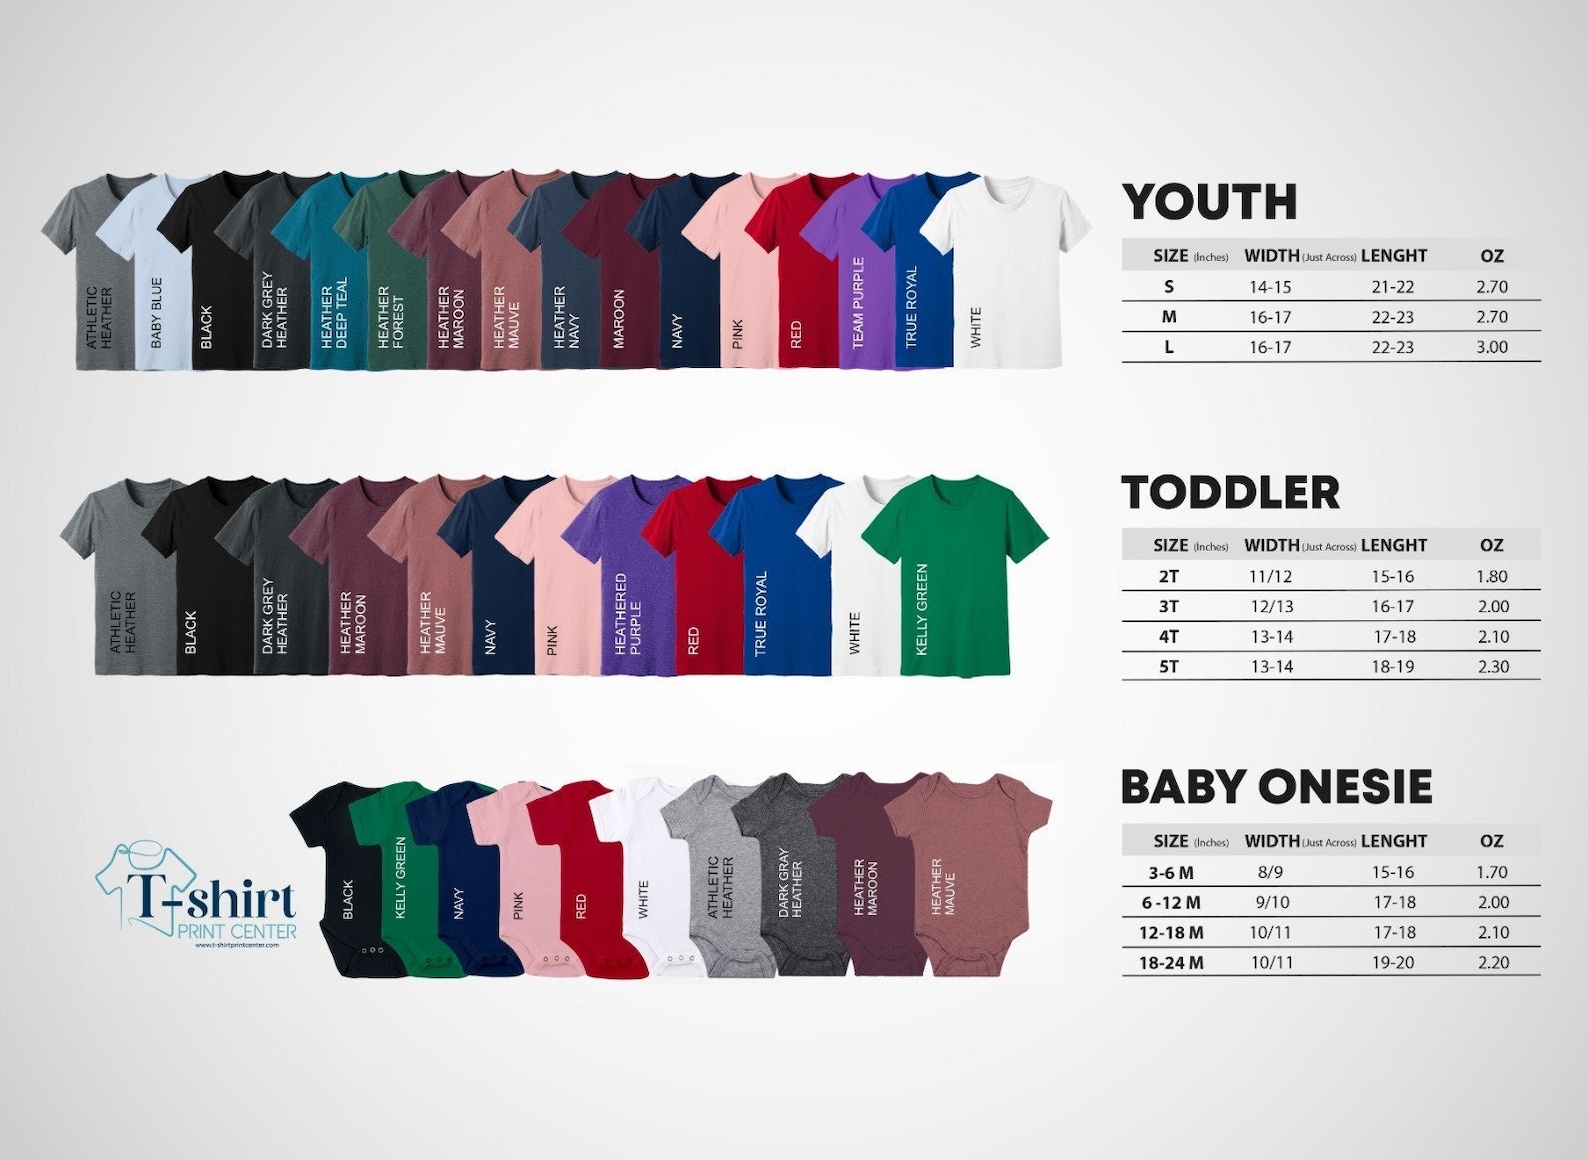 YOUTH
SIZE (Inches) WIDTH (Just Across) LENGHT OZ
S 14-15 21-22 2.70
M 16-17 22-23 2.70
L 16-17 22-23 3.00
ATHLETIC
HEATHER
BABY BLUE
BLACK
DARK GREY
HEATHER
HEATHER
DEEP TEAL
HEATHER
FOREST
HEATHER
MAROON
HEATHER
MAUVE
HEATHER
NAVY
MAROON
NAVY
PINK
RED
TEAM PURPLE
TRUE ROYAL
WHITE
TODDLER
SIZE (Inches) WIDTH (Just Across) LENGHT OZ
2T 11/12 15-16 1.80
3T 12/13 16-17 2.00
4T 13-14 17-18 2.10
5T 13-14 18-19 2.30
ATHLETIC
HEATHER
BLACK
DARK GREY
HEATHER
HEATHER
MAROON
HEATHER
MAUVE
NAVY
PINK
HEATHERED
PURPLE
RED
TRUE ROYAL
WHITE
KELLY GREEN
BABY ONESIE
SIZE (Inches) WIDTH (Just Across) LENGHT OZ
3-6 M 8/9 15-16 1.70
6 -12 M 9/10 17-18 2.00
12-18 M 10/11 17-18 2.10
18-24 M 10/11 19-20 2.20
BLACK
KELLY GREEN
NAVY
PINK
RED
WHITE
ATHLETIC
HEATHER
DARK GRAY
HEATHER
HEATHER
MAROON
HEATHER
MAUVE
T-shirt
PRINT CENTER
www.t-shirtprintcenter.com